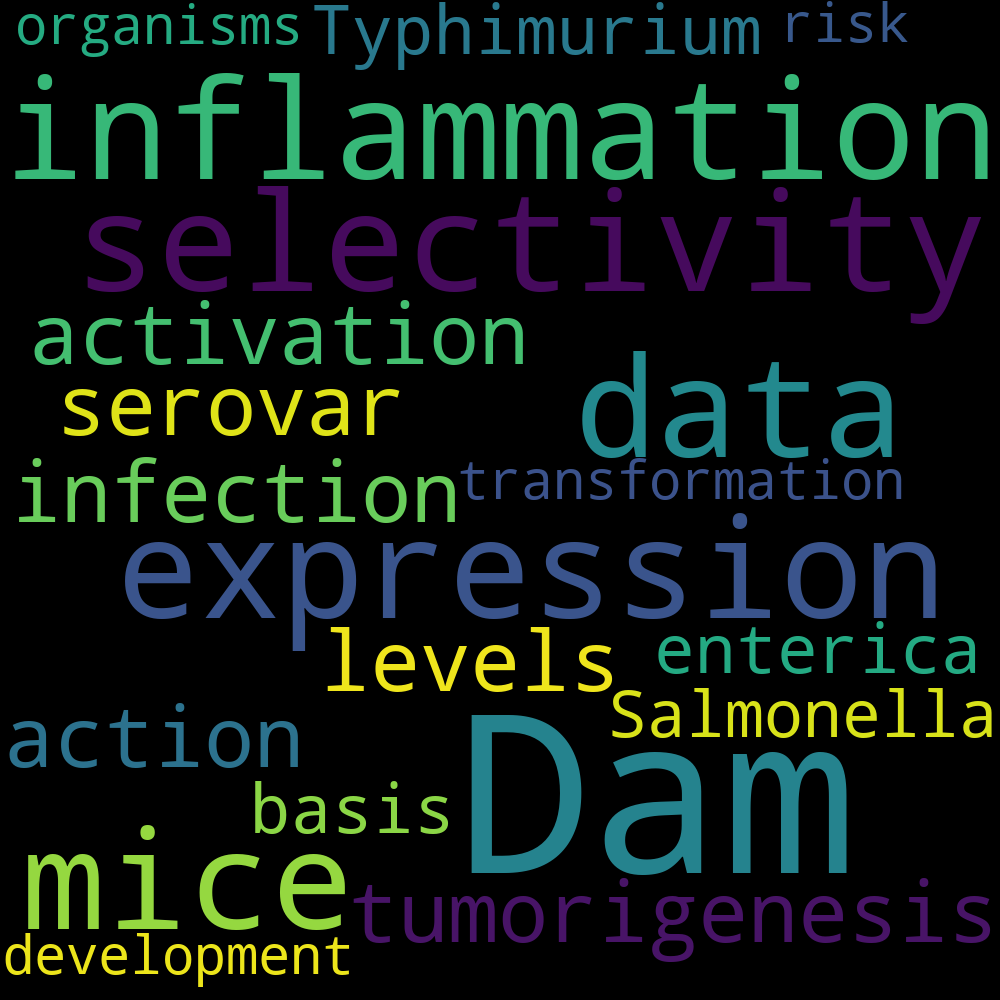 organisms Typhimurium risk
inflammation
selectivity
activation
data
serovar
infection transformation
expression
levels enterica
Salmonella
action
Dam
basis
mice
tumorigenesis
development